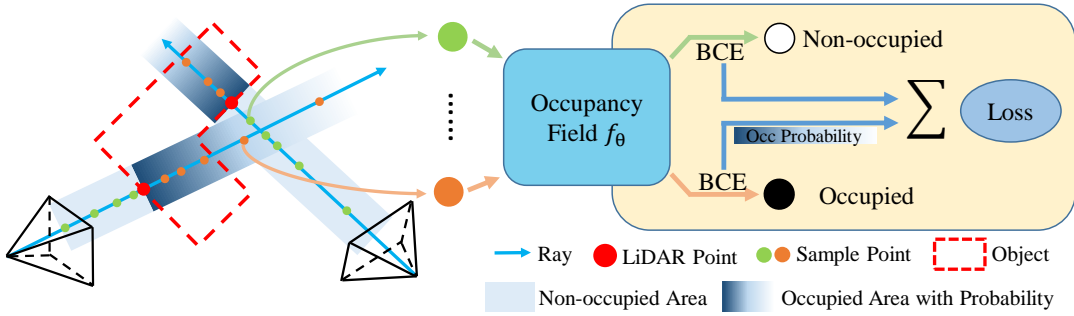 BCE
Non-occupied
Occupancy
Field fθ
∑
Loss
Occ Probability
BCE
Occupied
Ray
LiDAR Point
Sample Point
Object
Non-occupied Area
Occupied Area with Probability